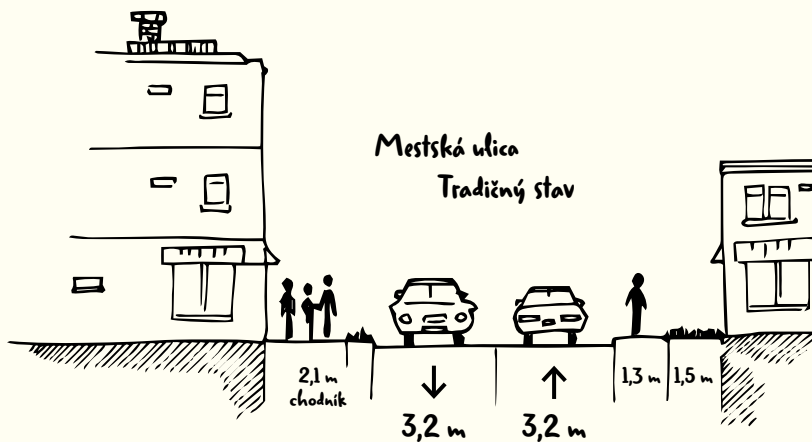 Mestská ulica
Tradičný stav
2,1 m
chodník
3,2 m
3,2 m
1,3 m
1,5 m